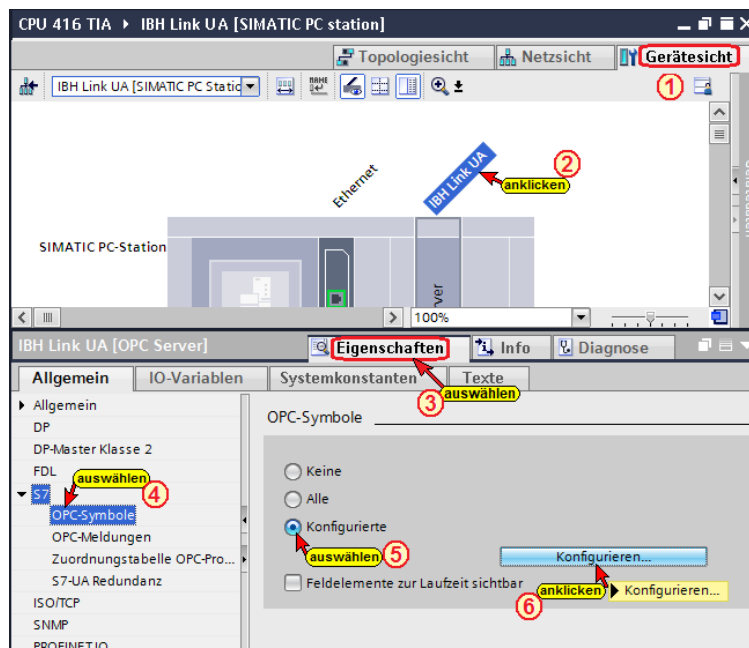 CPU 416 TIA ▸ IBH Link UA [SIMATIC PC station]
Topologiesicht Netzsicht Gerätesicht
IBH Link UA [SIMATIC PC Static 1
Ethernet
IBH Link UA
2
anklicken
SIMATIC PC-Station
100%
IBH Link UA [OPC Server]
Eigenschaften Info Diagnose
Allgemein IO-Variablen Systemkonstanten Texte
3 auswählen
Allgemein
DP
DP-Master Klasse 2
FDL
auswählen 4
S7
OPC-Symbole
OPC-Meldungen
Zuordnungstabelle OPC-Pro...
S7-UA Redundanz
ISO/TCP
SNMP
PROFINET IO
OPC-Symbole
Keine
Alle
Konfigurierte
auswählen 5
Konfigurieren...
Feldelemente zur Laufzeit sichtbar
6 anklicken Konfigurieren...